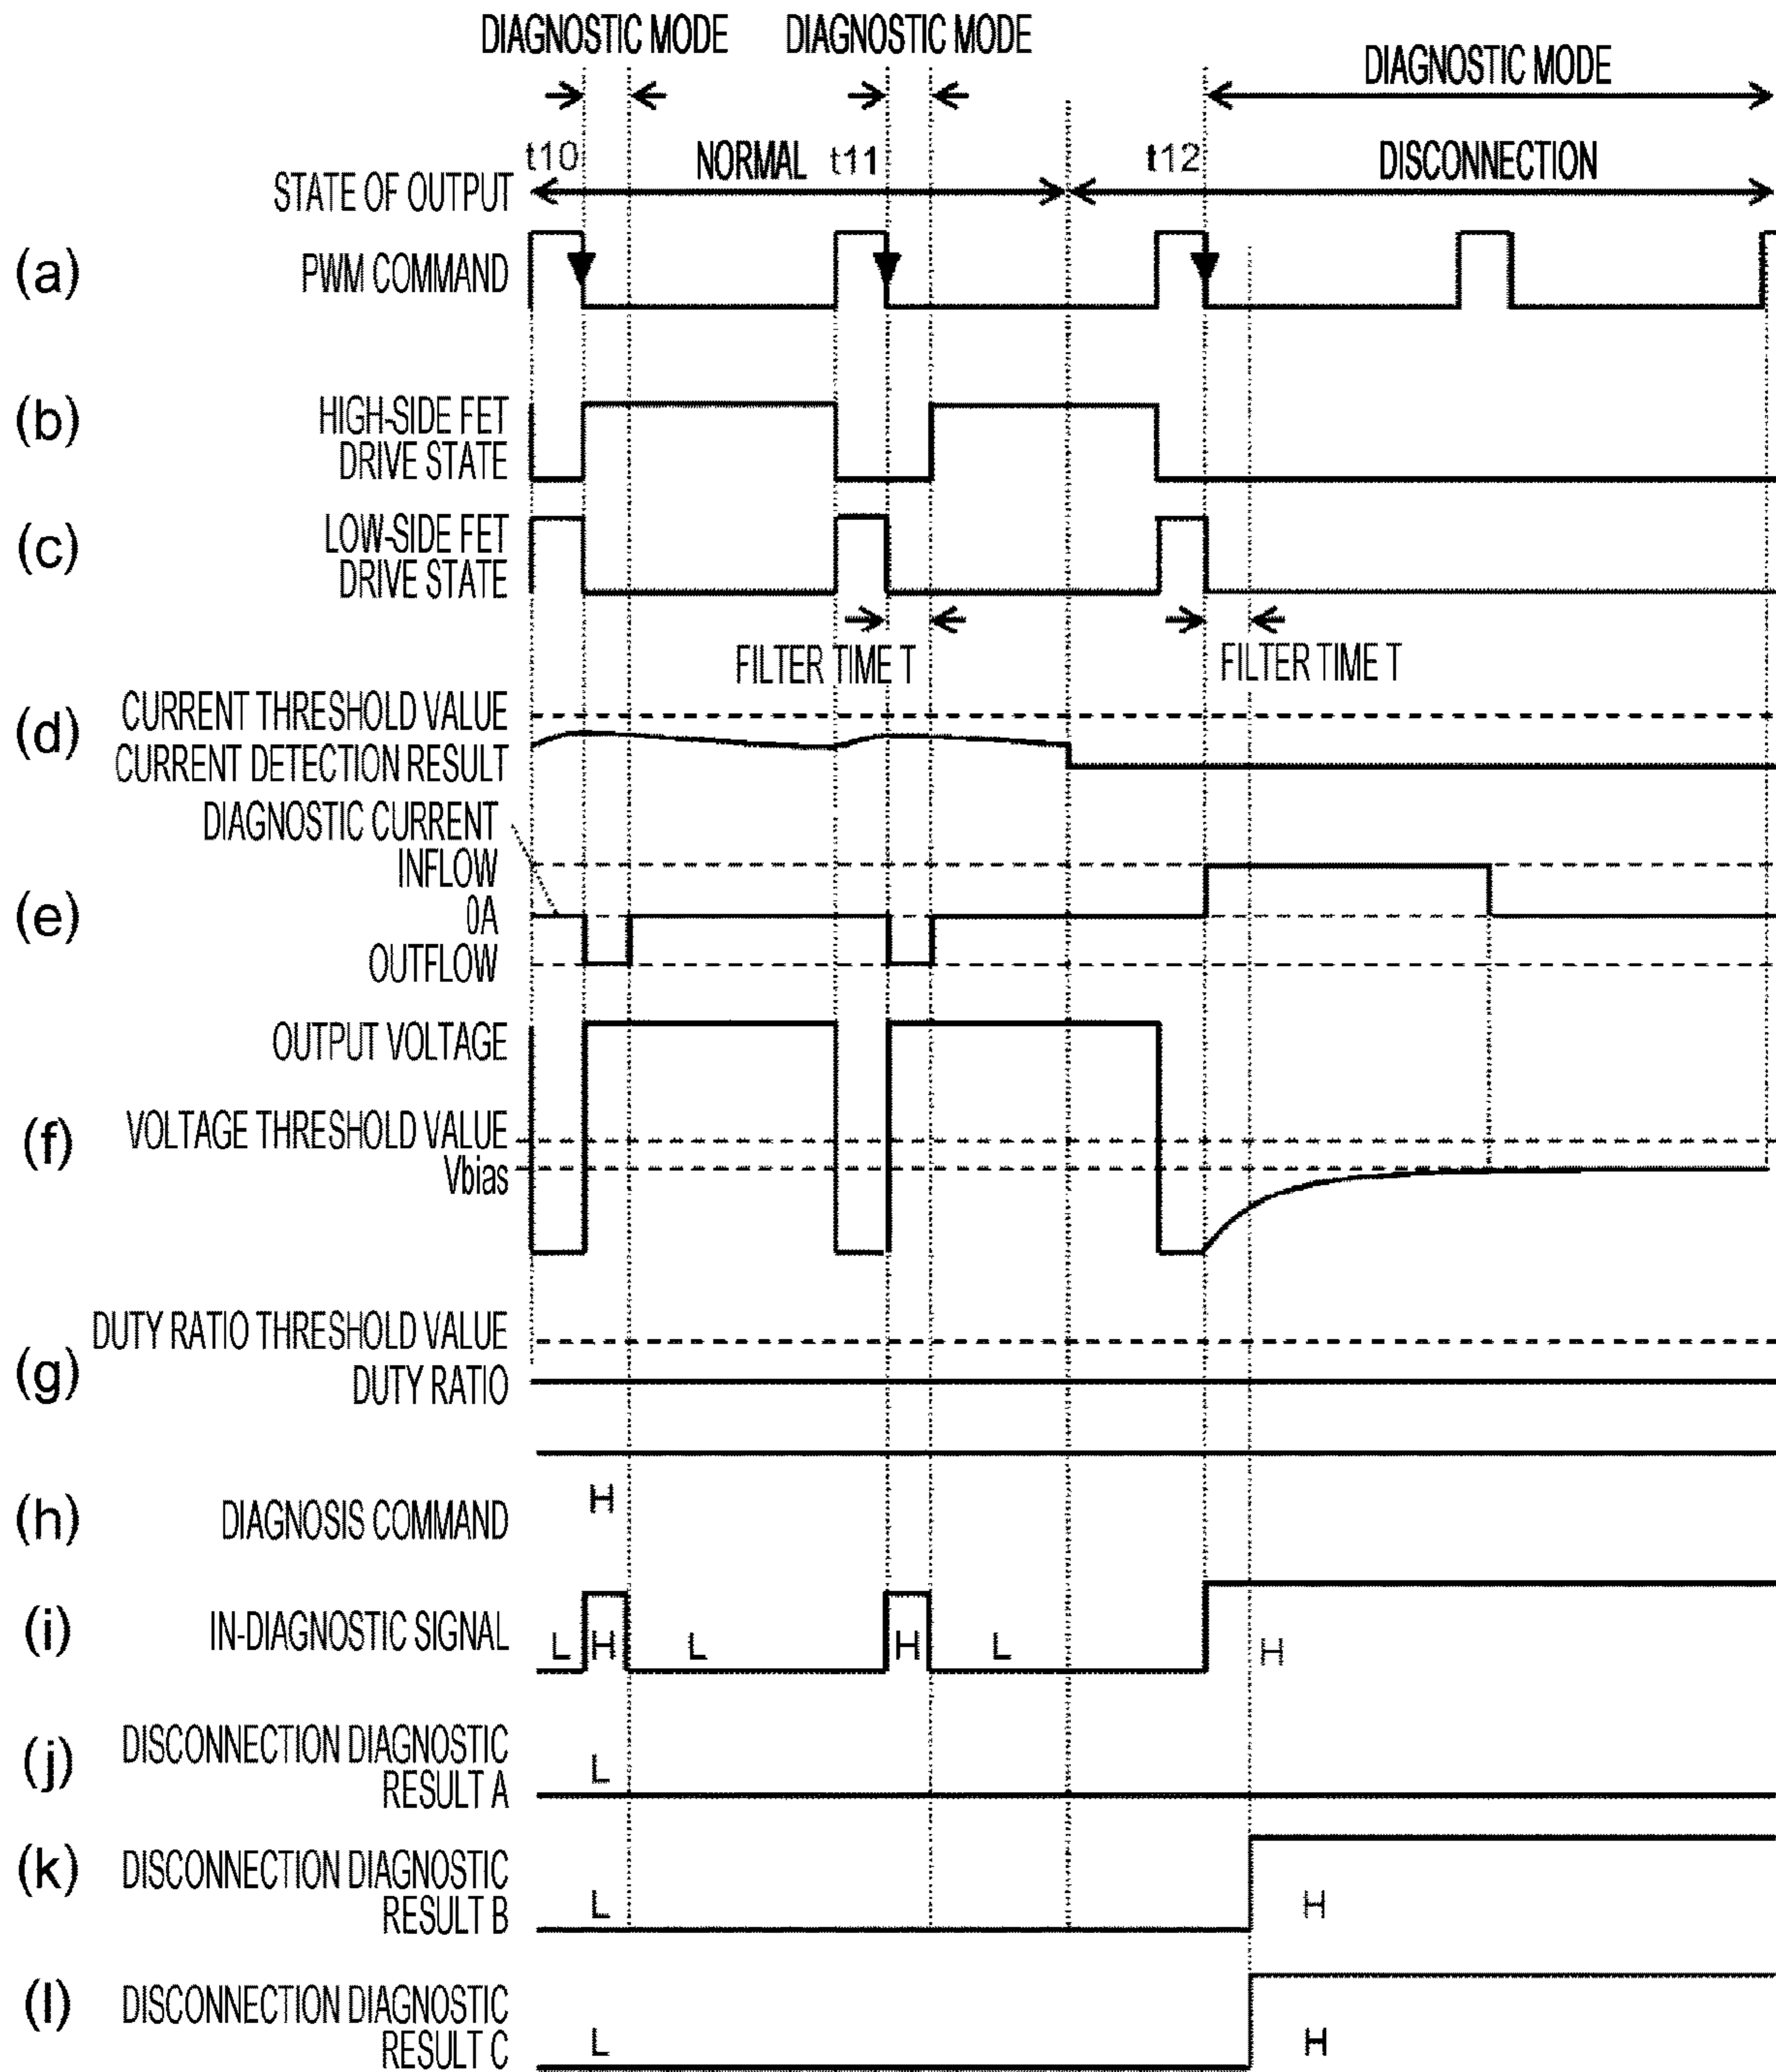 DIAGNOSTIC MODE DIAGNOSTIC MODE
DIAGNOSTIC MODE
t10 NORMAL t11 t12 DISCONNECTION
STATE OF OUTPUT
(a) PWM COMMAND
(b) HIGH-SIDE FET
DRIVE STATE
(c) LOW-SIDE FET
DRIVE STATE
FILTER TIME T FILTER TIME T
(d) CURRENT THRESHOLD VALUE
CURRENT DETECTION RESULT
DIAGNOSTIC CURRENT
INFLOW
(e) 0A
OUTFLOW
OUTPUT VOLTAGE
(f) VOLTAGE THRESHOLD VALUE
Vbias
DUTY RATIO THRESHOLD VALUE
(g) DUTY RATIO
H
(h) DIAGNOSIS COMMAND
(i) IN-DIAGNOSTIC SIGNAL L H L H L H
(j) DISCONNECTION DIAGNOSTIC
RESULT A L
(k) DISCONNECTION DIAGNOSTIC
RESULT B L H
(l) DISCONNECTION DIAGNOSTIC
RESULT C L H